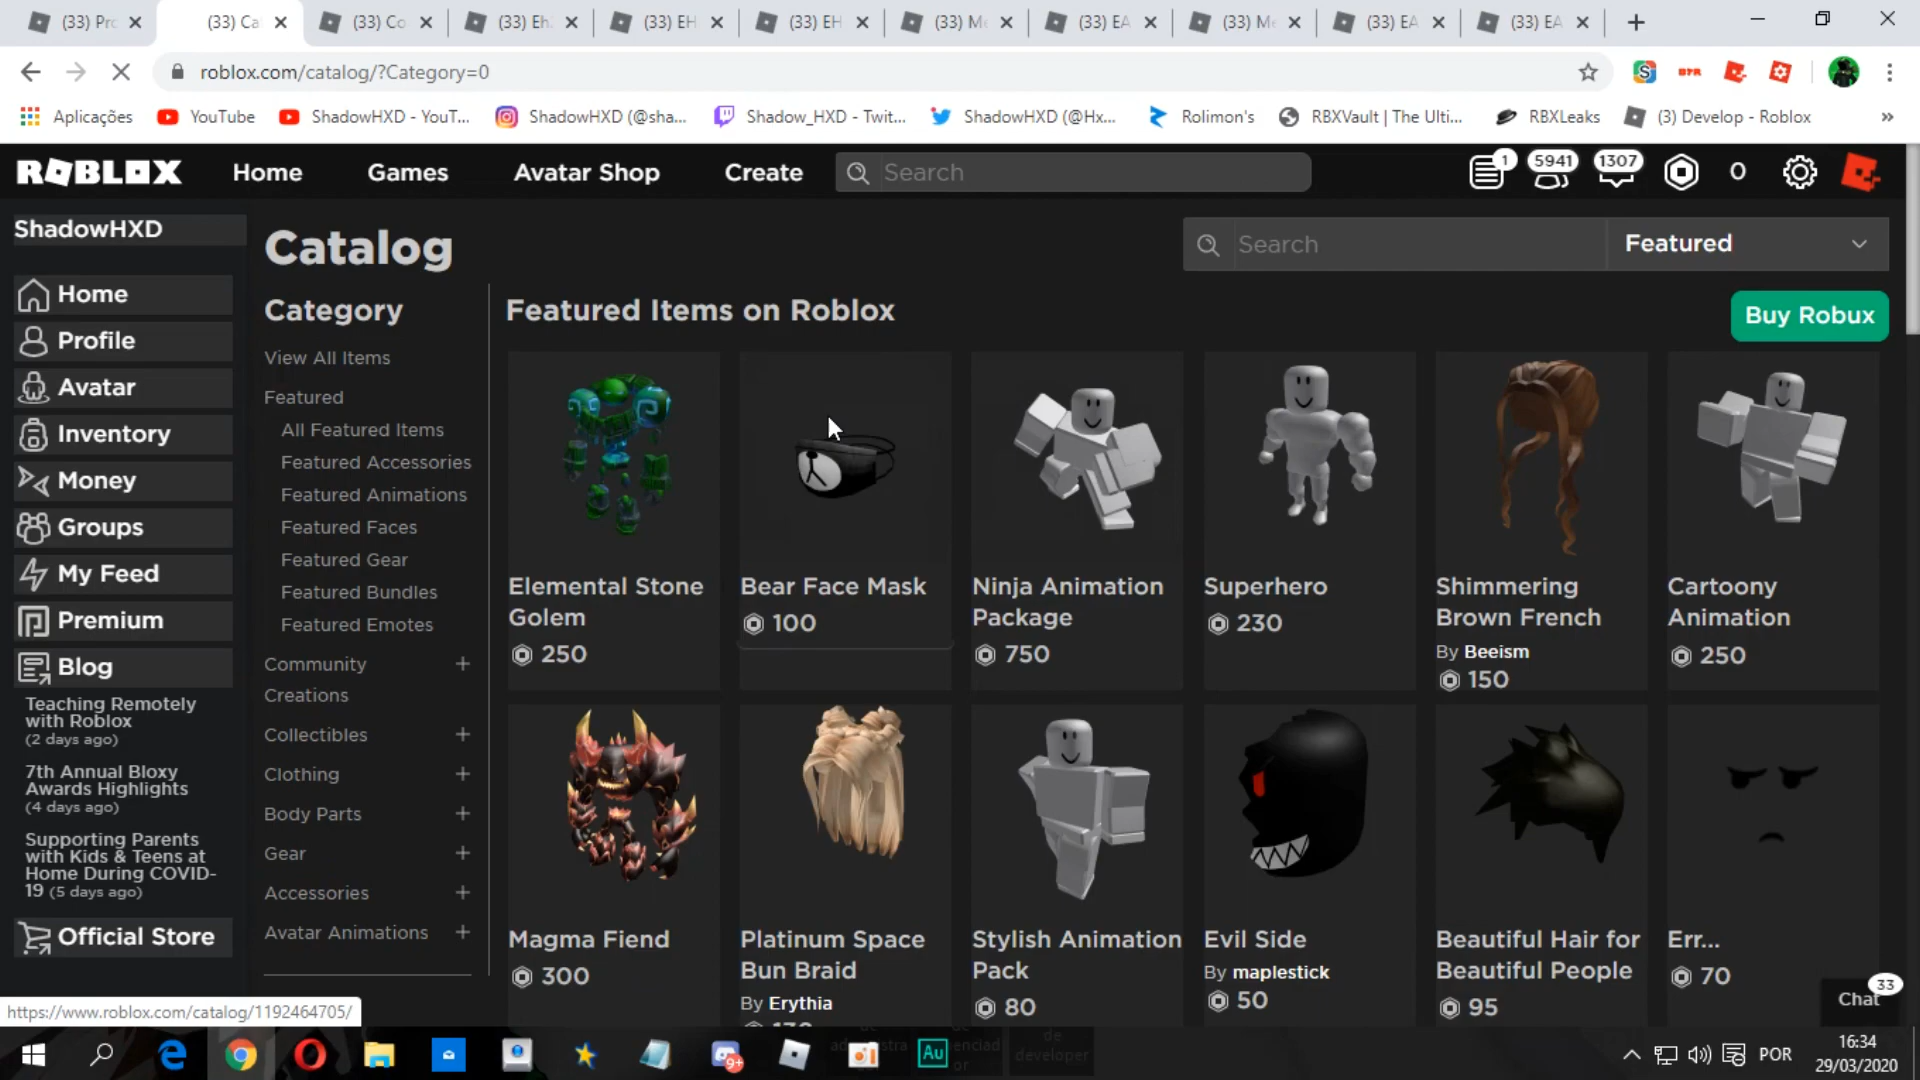 (33) Pr
(33) Ca
(33) Co
(33) Eh
(33) EH
(33) EH
(33) M
(33) EA
(33) M
(33) EA
(33) EA
roblox.com/catalog/?Category=0
Aplicações
YouTube
ShadowHXD - YouT...
ShadowHXD (@sha...
Shadow_HXD - Twit...
ShadowHXD (@Hx...
Rolimon's
RBXVault | The Ulti...
RBXLeaks
(3) Develop - Roblox
»
ROBLOX
Home
Games
Avatar Shop
Create
Search
1
5941
1307
0
ShadowHXD
Home
Profile
Avatar
Inventory
Money
Groups
My Feed
Premium
Blog
Teaching Remotely
with Roblox
(2 days ago)
7th Annual Bloxy
Awards Highlights
(4 days ago)
Supporting Parents
with Kids & Teens at
Home During COVID-
19 (5 days ago)
Official Store
Catalog
Search
Featured
Category
View All Items
Featured
All Featured Items
Featured Accessories
Featured Animations
Featured Faces
Featured Gear
Featured Bundles
Featured Emotes
Community +
Creations
Collectibles +
Clothing +
Body Parts +
Gear +
Accessories +
Avatar Animations +
Featured Items on Roblox
Buy Robux
Elemental Stone
Golem
250
Bear Face Mask
100
Ninja Animation
Package
750
Superhero
230
Shimmering
Brown French
By Beeism
150
Cartoony
Animation
250
Magma Fiend
300
Platinum Space
Bun Braid
By Erythia
Stylish Animation
Pack
80
Evil Side
By maplestick
50
Beautiful Hair for
Beautiful People
95
Err...
70
Chat
33
https://www.roblox.com/catalog/1192464705/
9+
Au
de
developer
POR
16:34
29/03/2020